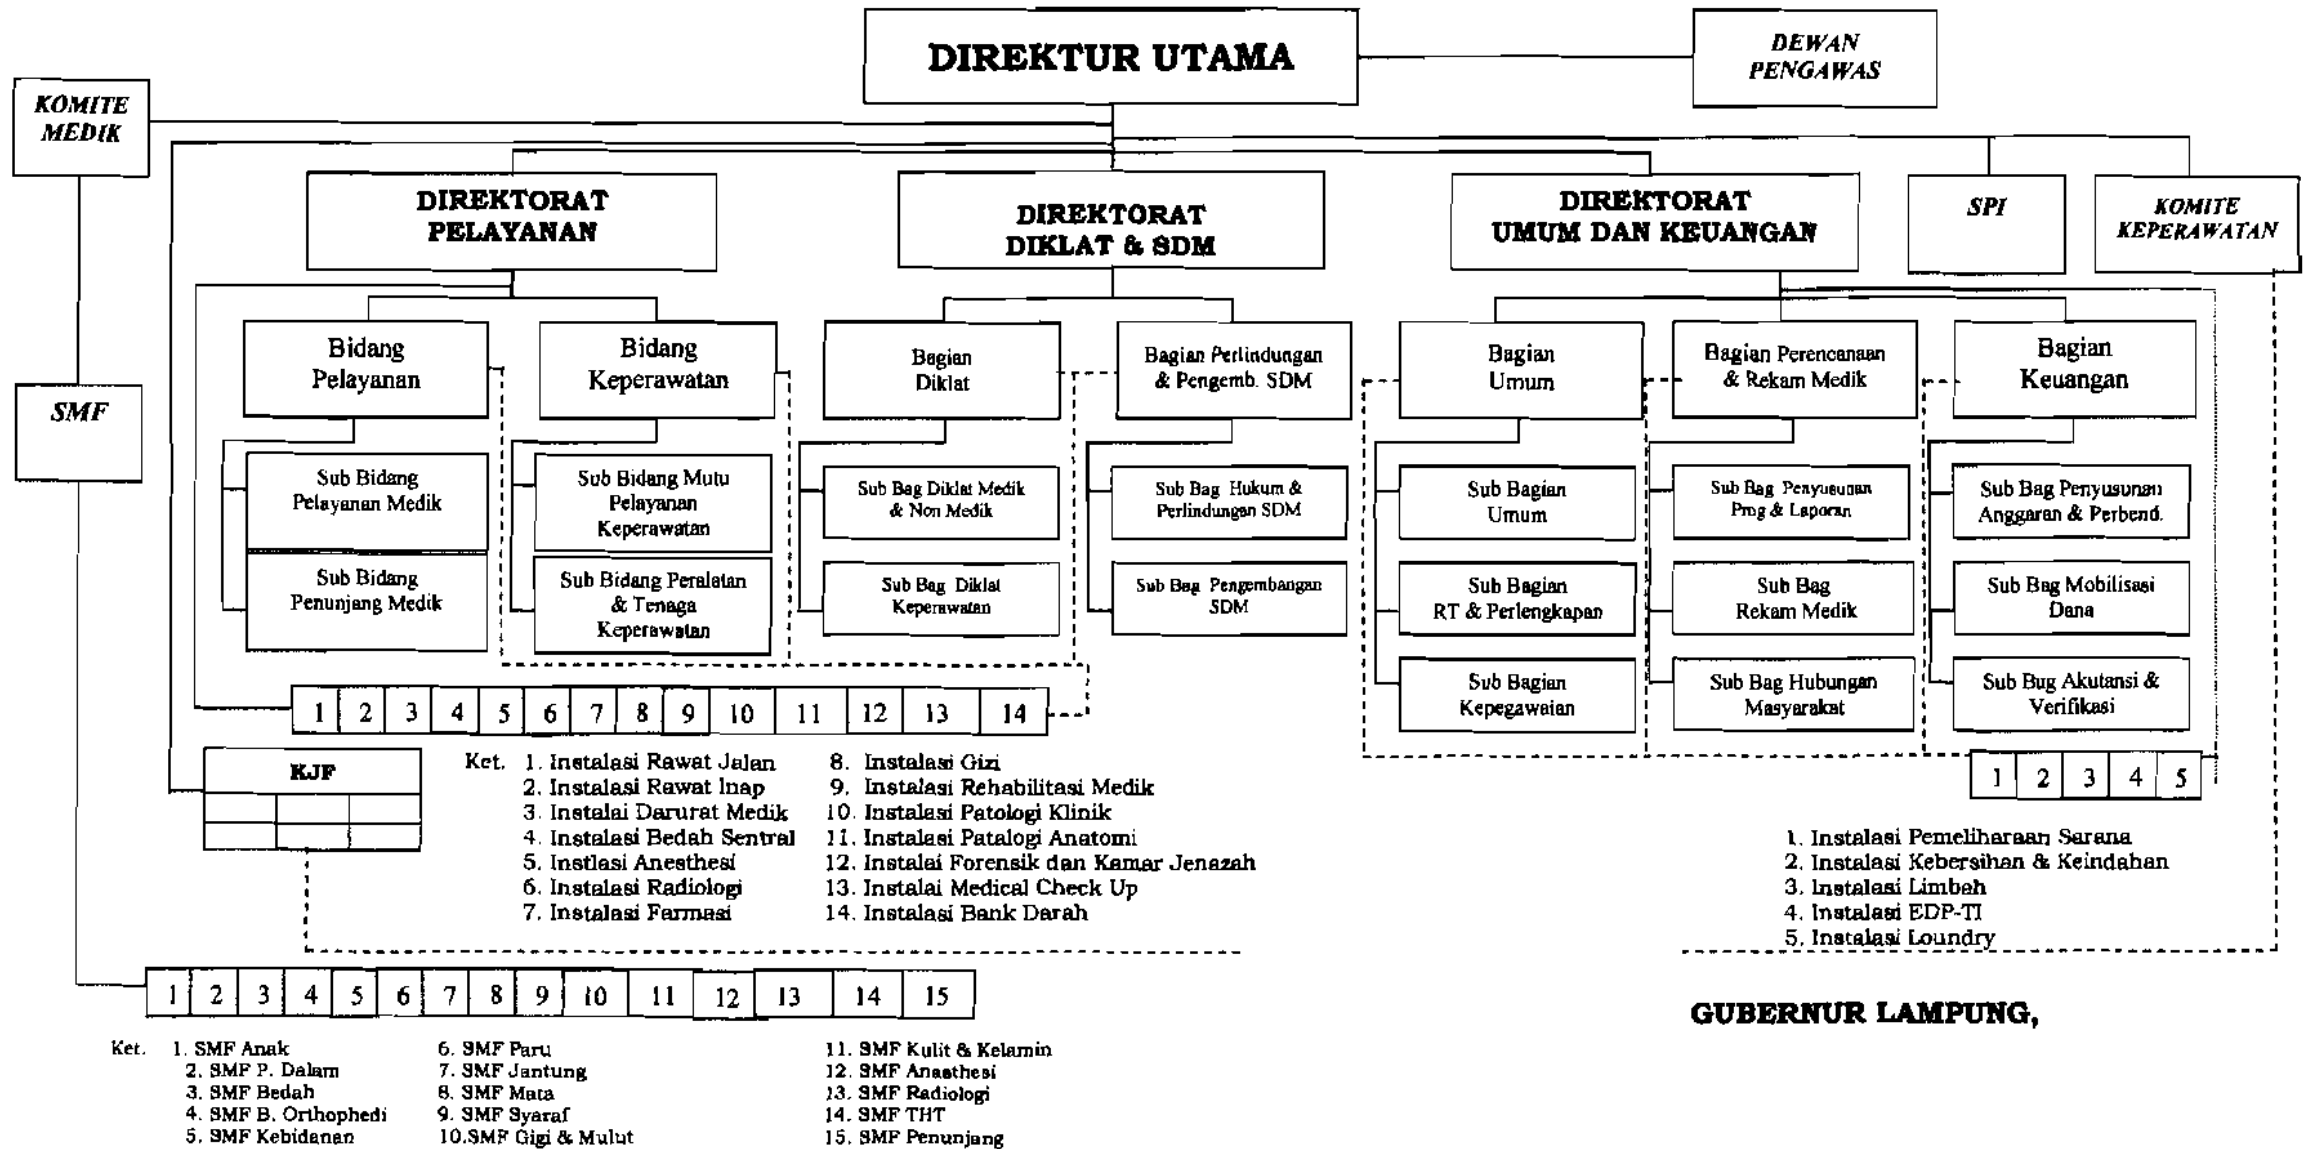 DIREKTUR UTAMA
DEWAN
PENGAWAS
KOMITE
MEDIK
DIREKTORAT
PELAYANAN
DIREKTORAT
DIKLAT & SDM
DIREKTORAT
UMUM DAN KEUANGAN
SPI
KOMITE
KEPERAWATAN
SMF
Bidang
Pelayanan
Bidang
Keperawatan
Bagian
Diklat
Bagian Perlindungan
& Pengemb. SDM
Bagian
Umum
Bagian Perencanaan
& Rekam Medik
Bagian
Keuangan
Sub Bidang
Pelayanan Medik
Sub Bidang Mutu
Pelayanan
Keperawatan
Sub Bag Diklat Medik
& Non Medik
Sub Bag Hukum &
Perlindungan SDM
Sub Bagian
Umum
Sub Bag Penyusunan
Prog & Laporan
Sub Bag Penyusunan
Anggaran & Perbend.
Sub Bidang
Penunjang Medik
Sub Bidang Peralatan
& Tenaga
Keperawatan
Sub Bag Diklat
Keperawatan
Sub Bag Pengembangan
SDM
Sub Bagian
RT & Perlengkapan
Sub Bag
Rekam Medik
Sub Bag Mobilisasi
Dana
Sub Bagian
Kepegawaian
Sub Bag Hubungan
Masyarakat
Sub Bug Akutansi &
Verifikasi
1 2 3 4 5 6 7 8 9 10 11 12 13 14
KJF
Ket. 1. Instalasi Rawat Jalan
2. Instalasi Rawat Inap
3. Instalai Darurat Medik
4. Instalasi Bedah Sentral
5. Instlasi Anesthesi
6. Instalasi Radiologi
7. Instalasi Farmasi
8. Instalasi Gizi
9. Instalasi Rehabilitasi Medik
10. Instalasi Patologi Klinik
11. Instalasi Patalogi Anatomi
12. Instalai Forensik dan Kamar Jenazah
13. Instalai Medical Check Up
14. Instalasi Bank Darah
1 2 3 4 5
1. Instalasi Pemeliharaan Sarana
2. Instalasi Kebersihan & Keindahan
3. Instalasi Limbah
4. Instalasi EDP-TI
5. Instalasi Loundry
1 2 3 4 5 6 7 8 9 10 11 12 13 14 15
GUBERNUR LAMPUNG,
Ket. 1. SMF Anak
2. SMF P. Dalam
3. SMF Bedah
4. SMF B. Orthophedi
5. SMF Kebidanan
6. SMF Paru
7. SMF Jantung
8. SMF Mata
9. SMF Syaraf
10.SMF Gigi & Mulut
11. SMF Kulit & Kelamin
12. SMF Anasthesi
13. SMF Radiologi
14. SMF THT
15. SMF Penunjang